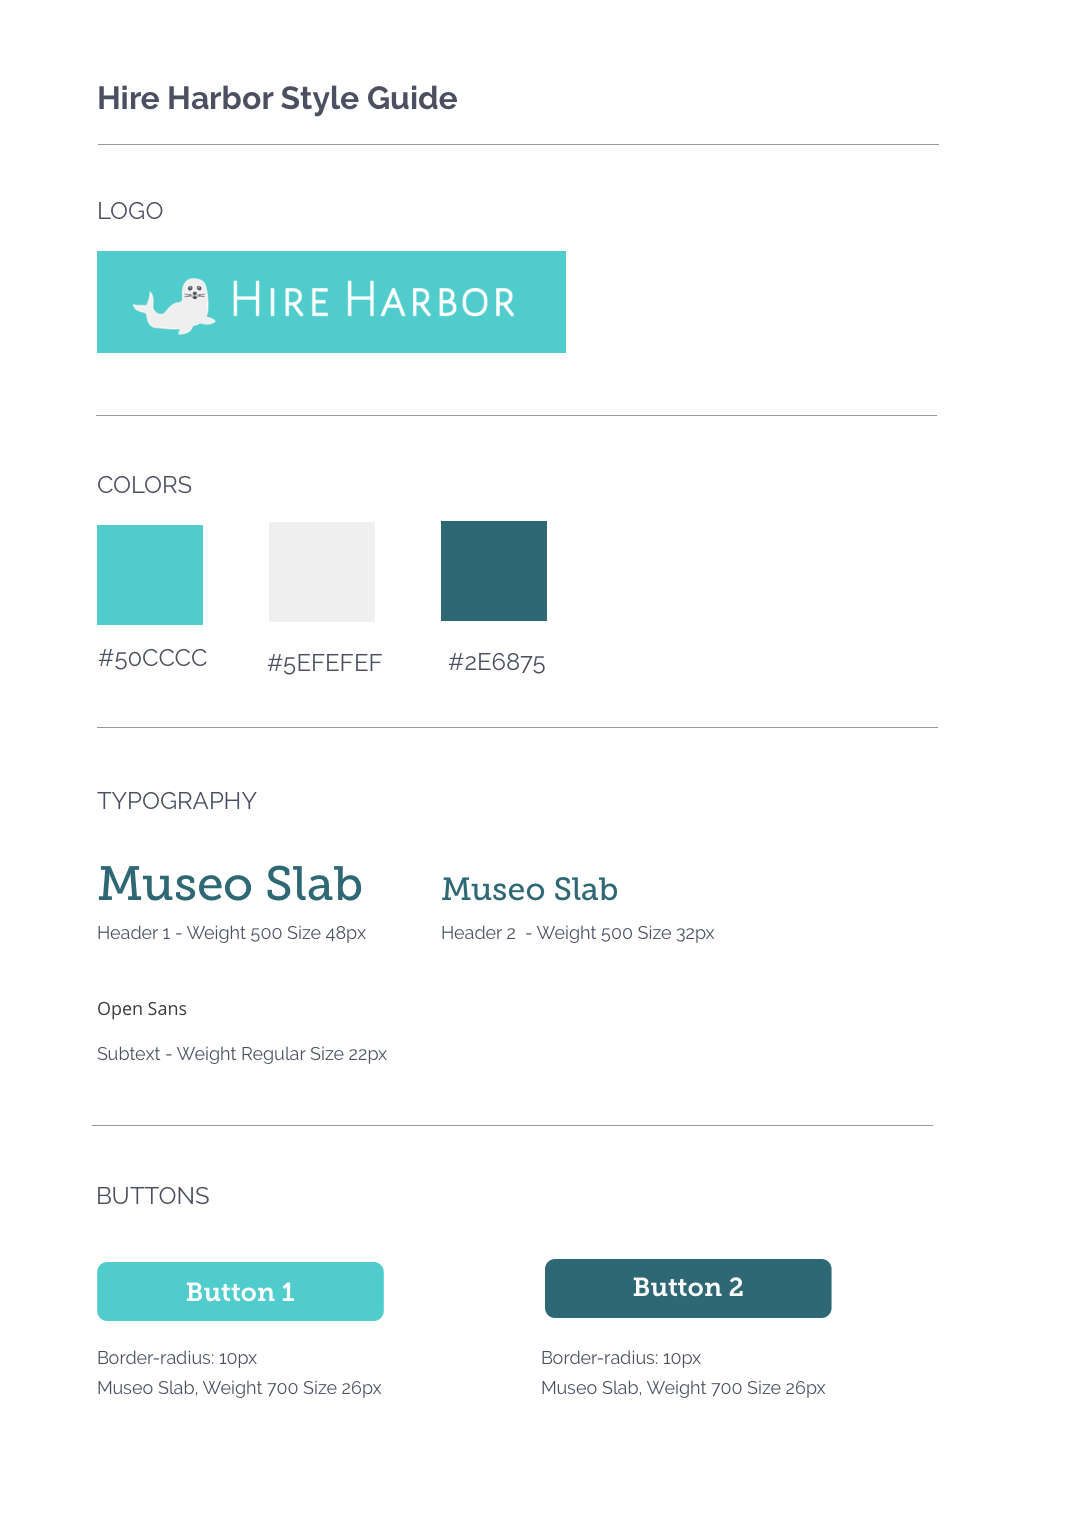 Hire Harbor Style Guide
LOGO
HIRE HARBOR
COLORS
#50CCCC #5EFEFEF #2E6875
TYPOGRAPHY
Museo Slab Museo Slab
Header 1 - Weight 500 Size 48px Header 2 - Weight 500 Size 32px
Open Sans
Subtext - Weight Regular Size 22px
BUTTONS
Button 1 Button 2
Border-radius: 10px Border-radius: 10px
Museo Slab, Weight 700 Size 26px Museo Slab, Weight 700 Size 26px